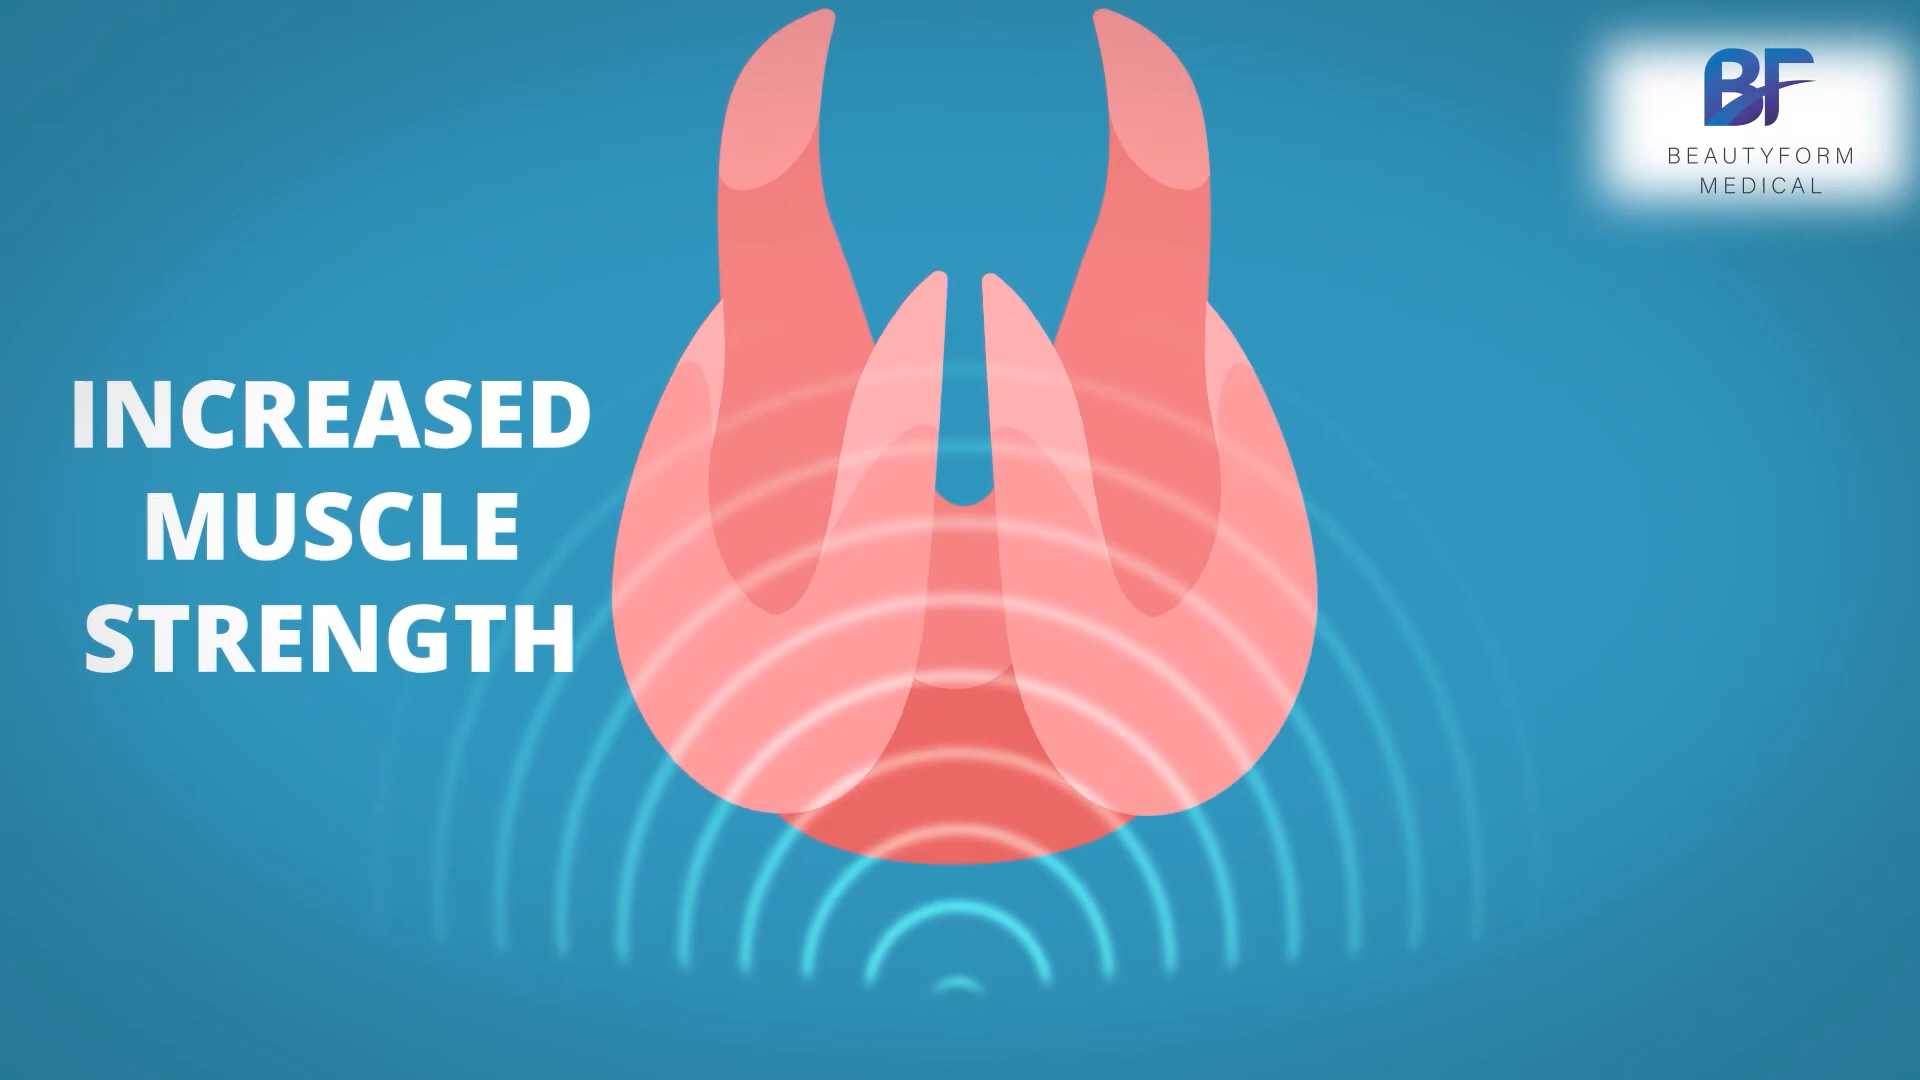 INCREASED
MUSCLE
STRENGTH
BF
BEAUTYFORM
MEDICAL